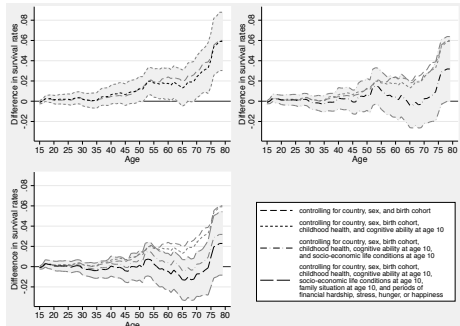 Difference in survival rates
.08
.06
.04
.02
0
-.02
15 20 25 30 35 40 45 50 55 60 65 70 75 80
Age
Difference in survival rates
.08
.06
.04
.02
0
-.02
15 20 25 30 35 40 45 50 55 60 65 70 75 80
Age
Difference in survival rates
.08
.06
.04
.02
0
-.02
15 20 25 30 35 40 45 50 55 60 65 70 75 80
Age
controlling for country, sex, and birth cohort
controlling for country, sex, birth cohort,
childhood health, and cognitive ability at age 10
controlling for country, sex, birth cohort,
childhood health, cognitive ability at age 10,
and socio-economic life conditions at age 10
controlling for country, sex, birth cohort,
childhood health, cognitive ability at age 10,
socio-economic life conditions at age 10,
family situation at age 10, and periods of
financial hardship, stress, hunger, or happiness